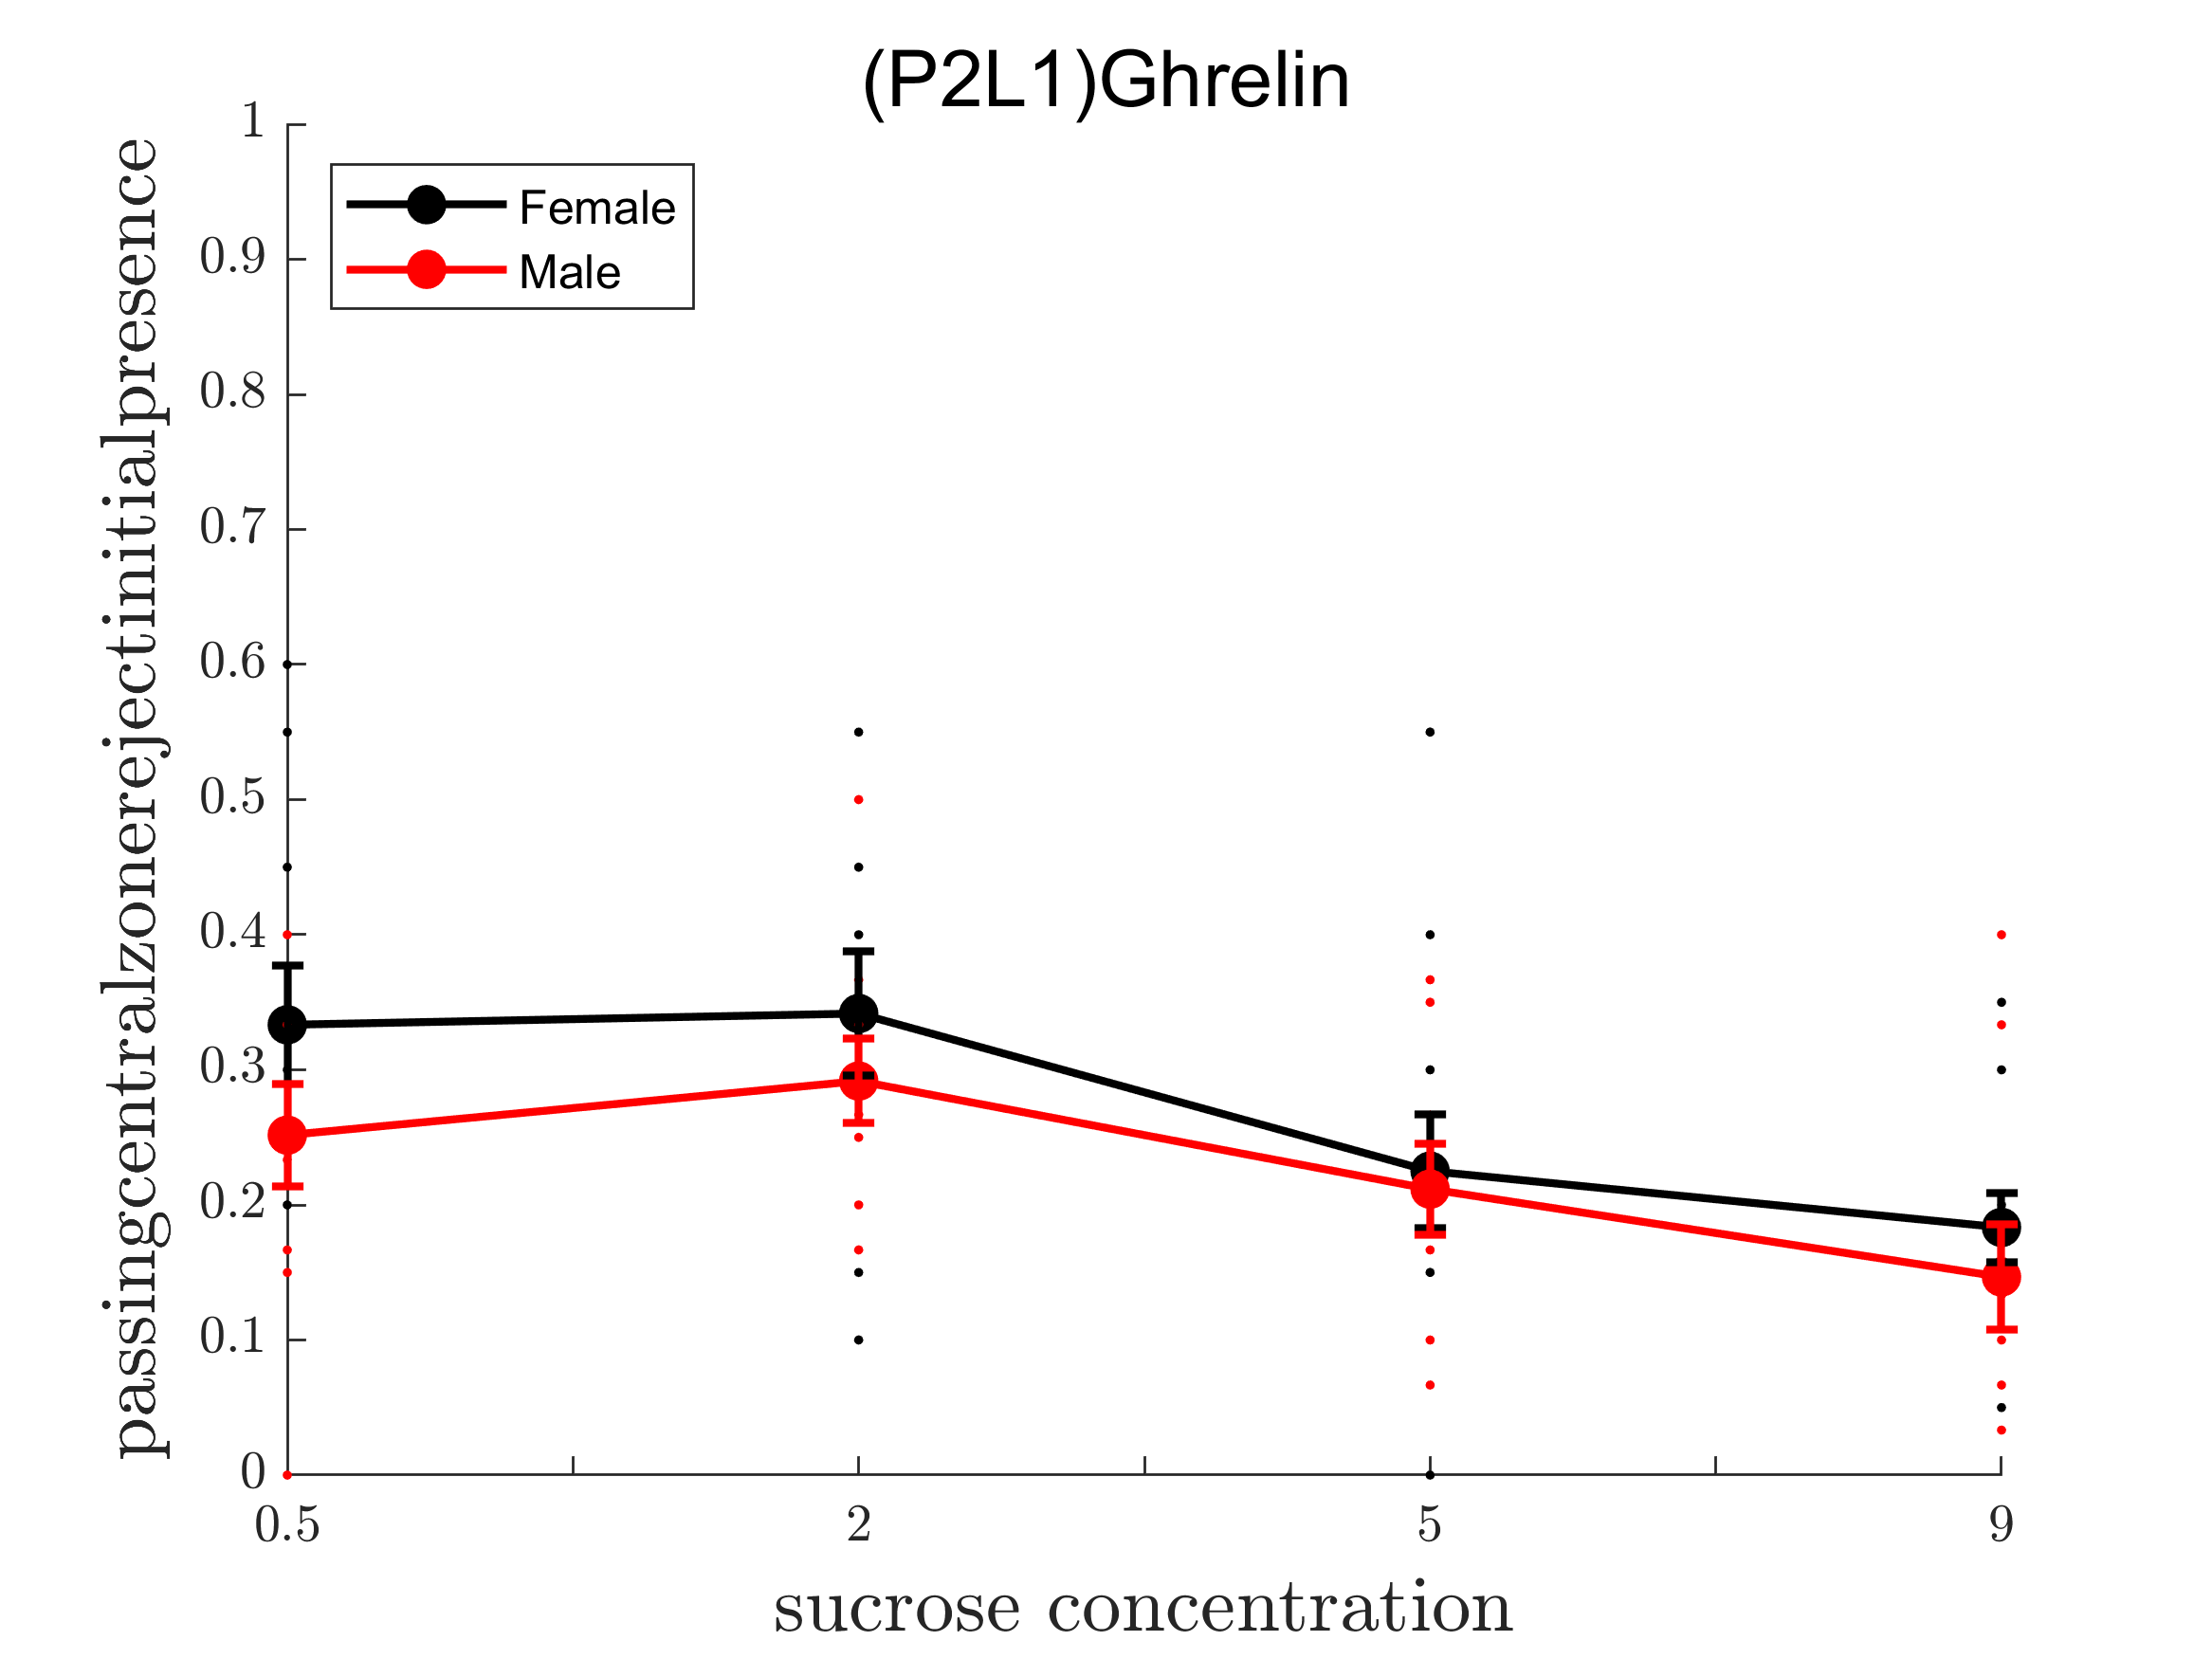 (P2L1)Ghrelin
passingcentralzonerejectinitialpresence
1
0.9
0.8
0.7
0.6
0.5
0.4
0.3
0.2
0.1
0
Female
Male
0.5 2 5 9
sucrose concentration